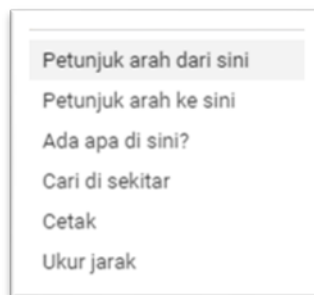 Petunjuk arah dari sini
Petunjuk arah ke sini
Ada apa di sini?
Cari di sekitar
Cetak
Ukur jarak